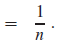 = 1/n .